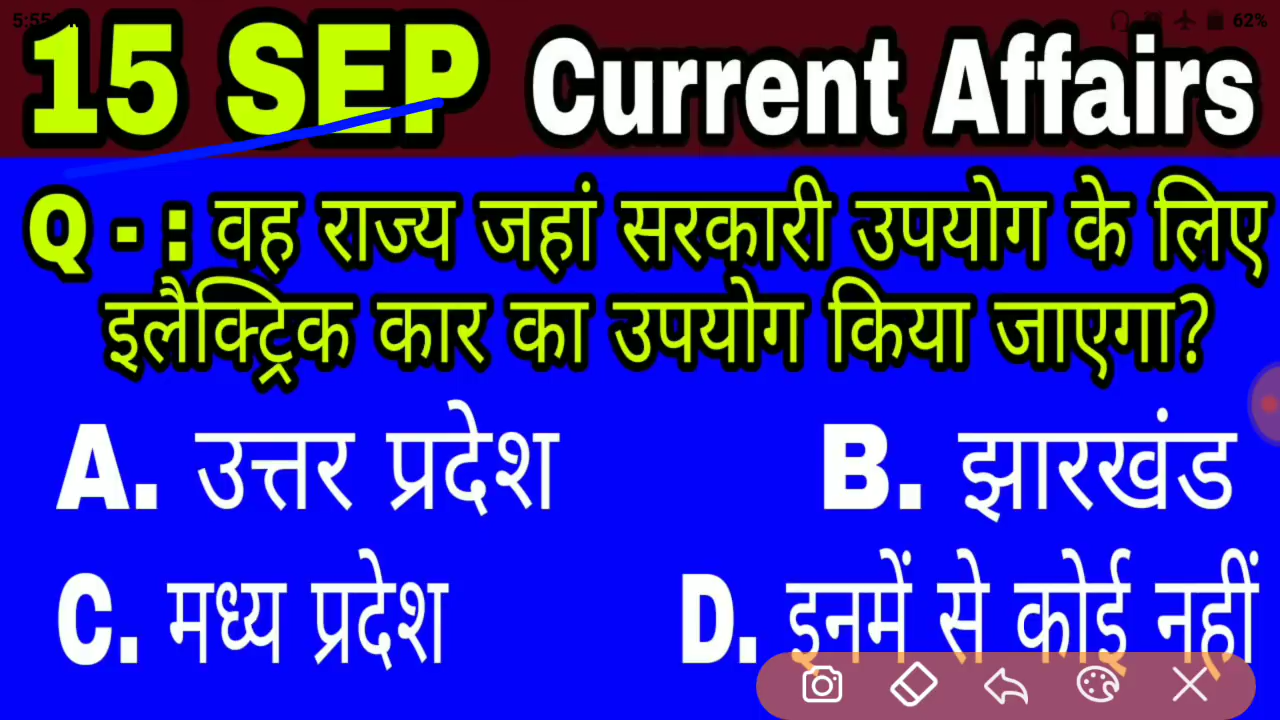 15 SEP Current Affairs
Q - : वह राज्य जहां सरकारी उपयोग के लिए
इलैक्ट्रिक कार का उपयोग किया जाएगा?
A. उत्तर प्रदेश B. झारखंड
C. मध्य प्रदेश D. इनमें से कोई नहीं
62%